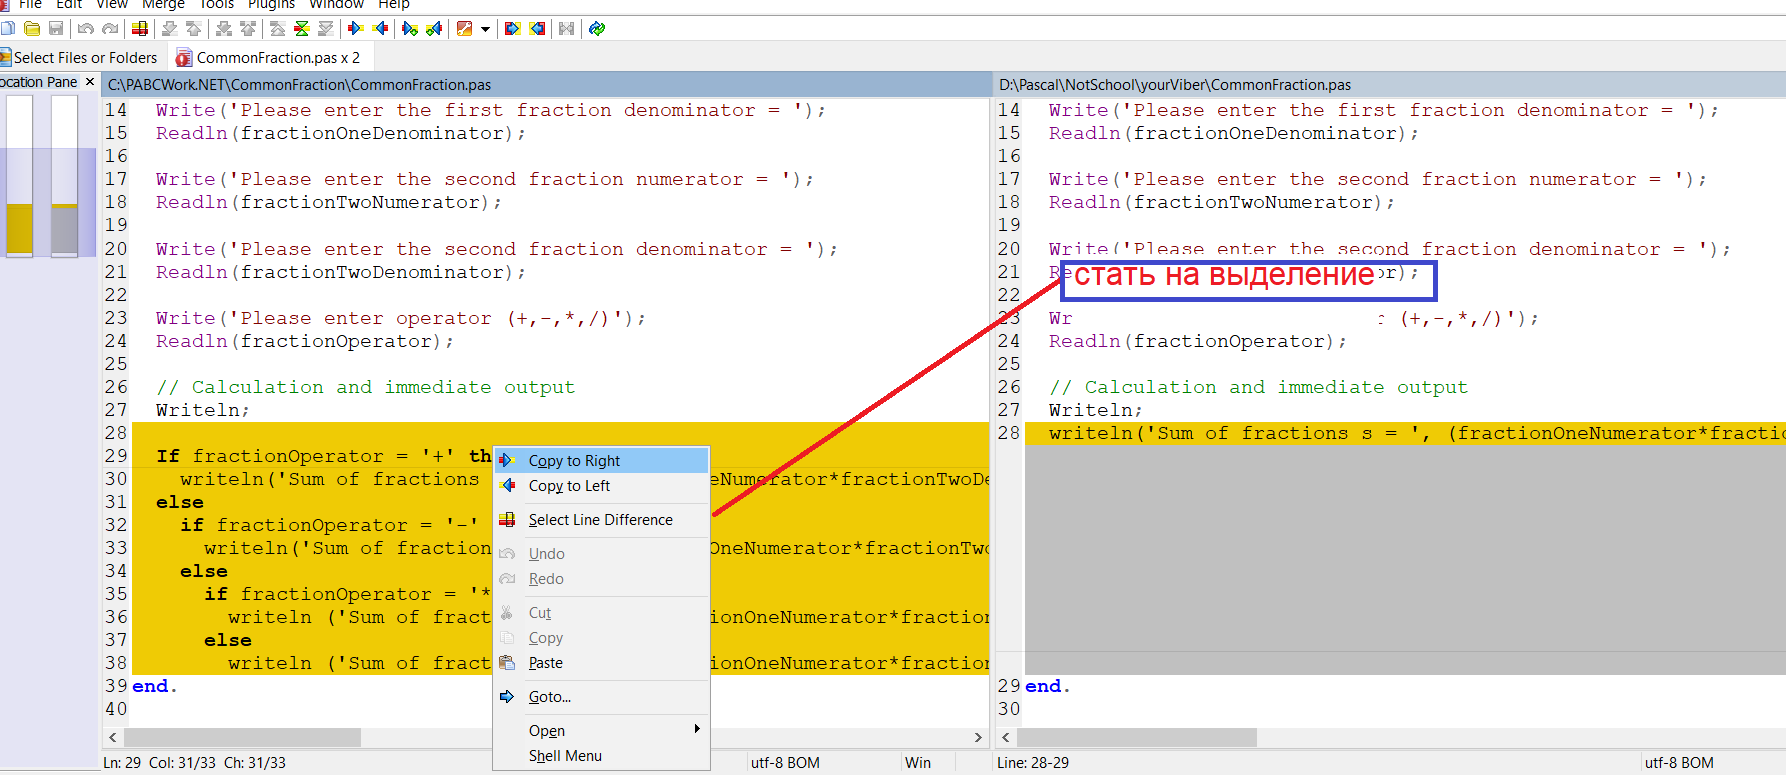 File Edit View Merge Tools Plugins Window Help
Select Files or Folders
CommonFraction.pas x 2
ocation Pane ×
C:\PABCWork.NET\CommonFraction\CommonFraction.pas
D:\Pascal\NotSchool\yourViber\CommonFraction.pas
14 Write('Please enter the first fraction denominator = ');
15 Readln(fractionOneDenominator);
16
17 Write('Please enter the second fraction numerator = ');
18 Readln(fractionTwoNumerator);
19
20 Write('Please enter the second fraction denominator = ');
21 Readln(fractionTwoDenominator);
22
23 Write('Please enter operator (+,-,*,/)');
24 Readln(fractionOperator);
25
26 // Calculation and immediate output
27 Writeln;
28
29 If fractionOperator = '+' th
30 writeln('Sum of fractions eNumerator*fractionTwoDe
31 else
32 if fractionOperator = '-'
33 writeln('Sum of fraction OneNumerator*fractionTwo
34 else
35 if fractionOperator = '*
36 writeln ('Sum of fract ionOneNumerator*fraction
37 else
38 writeln ('Sum of fract ionOneNumerator*fraction
39 end.
40
Copy to Right
Copy to Left
Select Line Difference
Undo
Redo
Cut
Copy
Paste
Goto...
Open
Shell Menu
14 Write('Please enter the first fraction denominator = ');
15 Readln(fractionOneDenominator);
16
17 Write('Please enter the second fraction numerator = ');
18 Readln(fractionTwoNumerator);
19
20 Write('Please enter the second fraction denominator = ');
21 Re or);
стать на выделение
22
23 Wr (+,-,*,/)');
24 Readln(fractionOperator);
25
26 // Calculation and immediate output
27 Writeln;
28 writeln('Sum of fractions s = ', (fractionOneNumerator*fractio
29 end.
30
Ln: 29 Col: 31/33 Ch: 31/33
utf-8 BOM
Win
Line: 28-29
utf-8 BOM